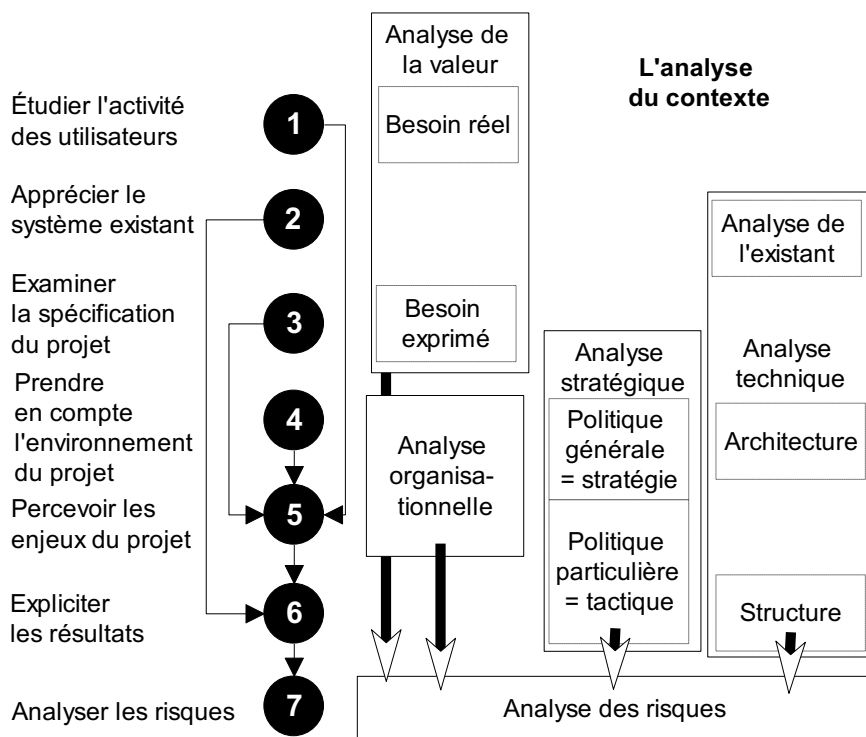 L'analyse
du contexte
Étudier l'activité
des utilisateurs
1
Apprécier le
système existant
2
Examiner
la spécification
du projet
3
Prendre
en compte
l'environnement
du projet
4
Percevoir les
enjeux du projet
5
Expliciter
les résultats
6
Analyser les risques
7
Analyse de
la valeur
Besoin réel
Besoin
exprimé
Analyse
organisa-
tionnelle
Analyse
stratégique
Politique
générale
= stratégie
Politique
particulière
= tactique
Analyse de
l'existant
Analyse
technique
Architecture
Structure
Analyse des risques